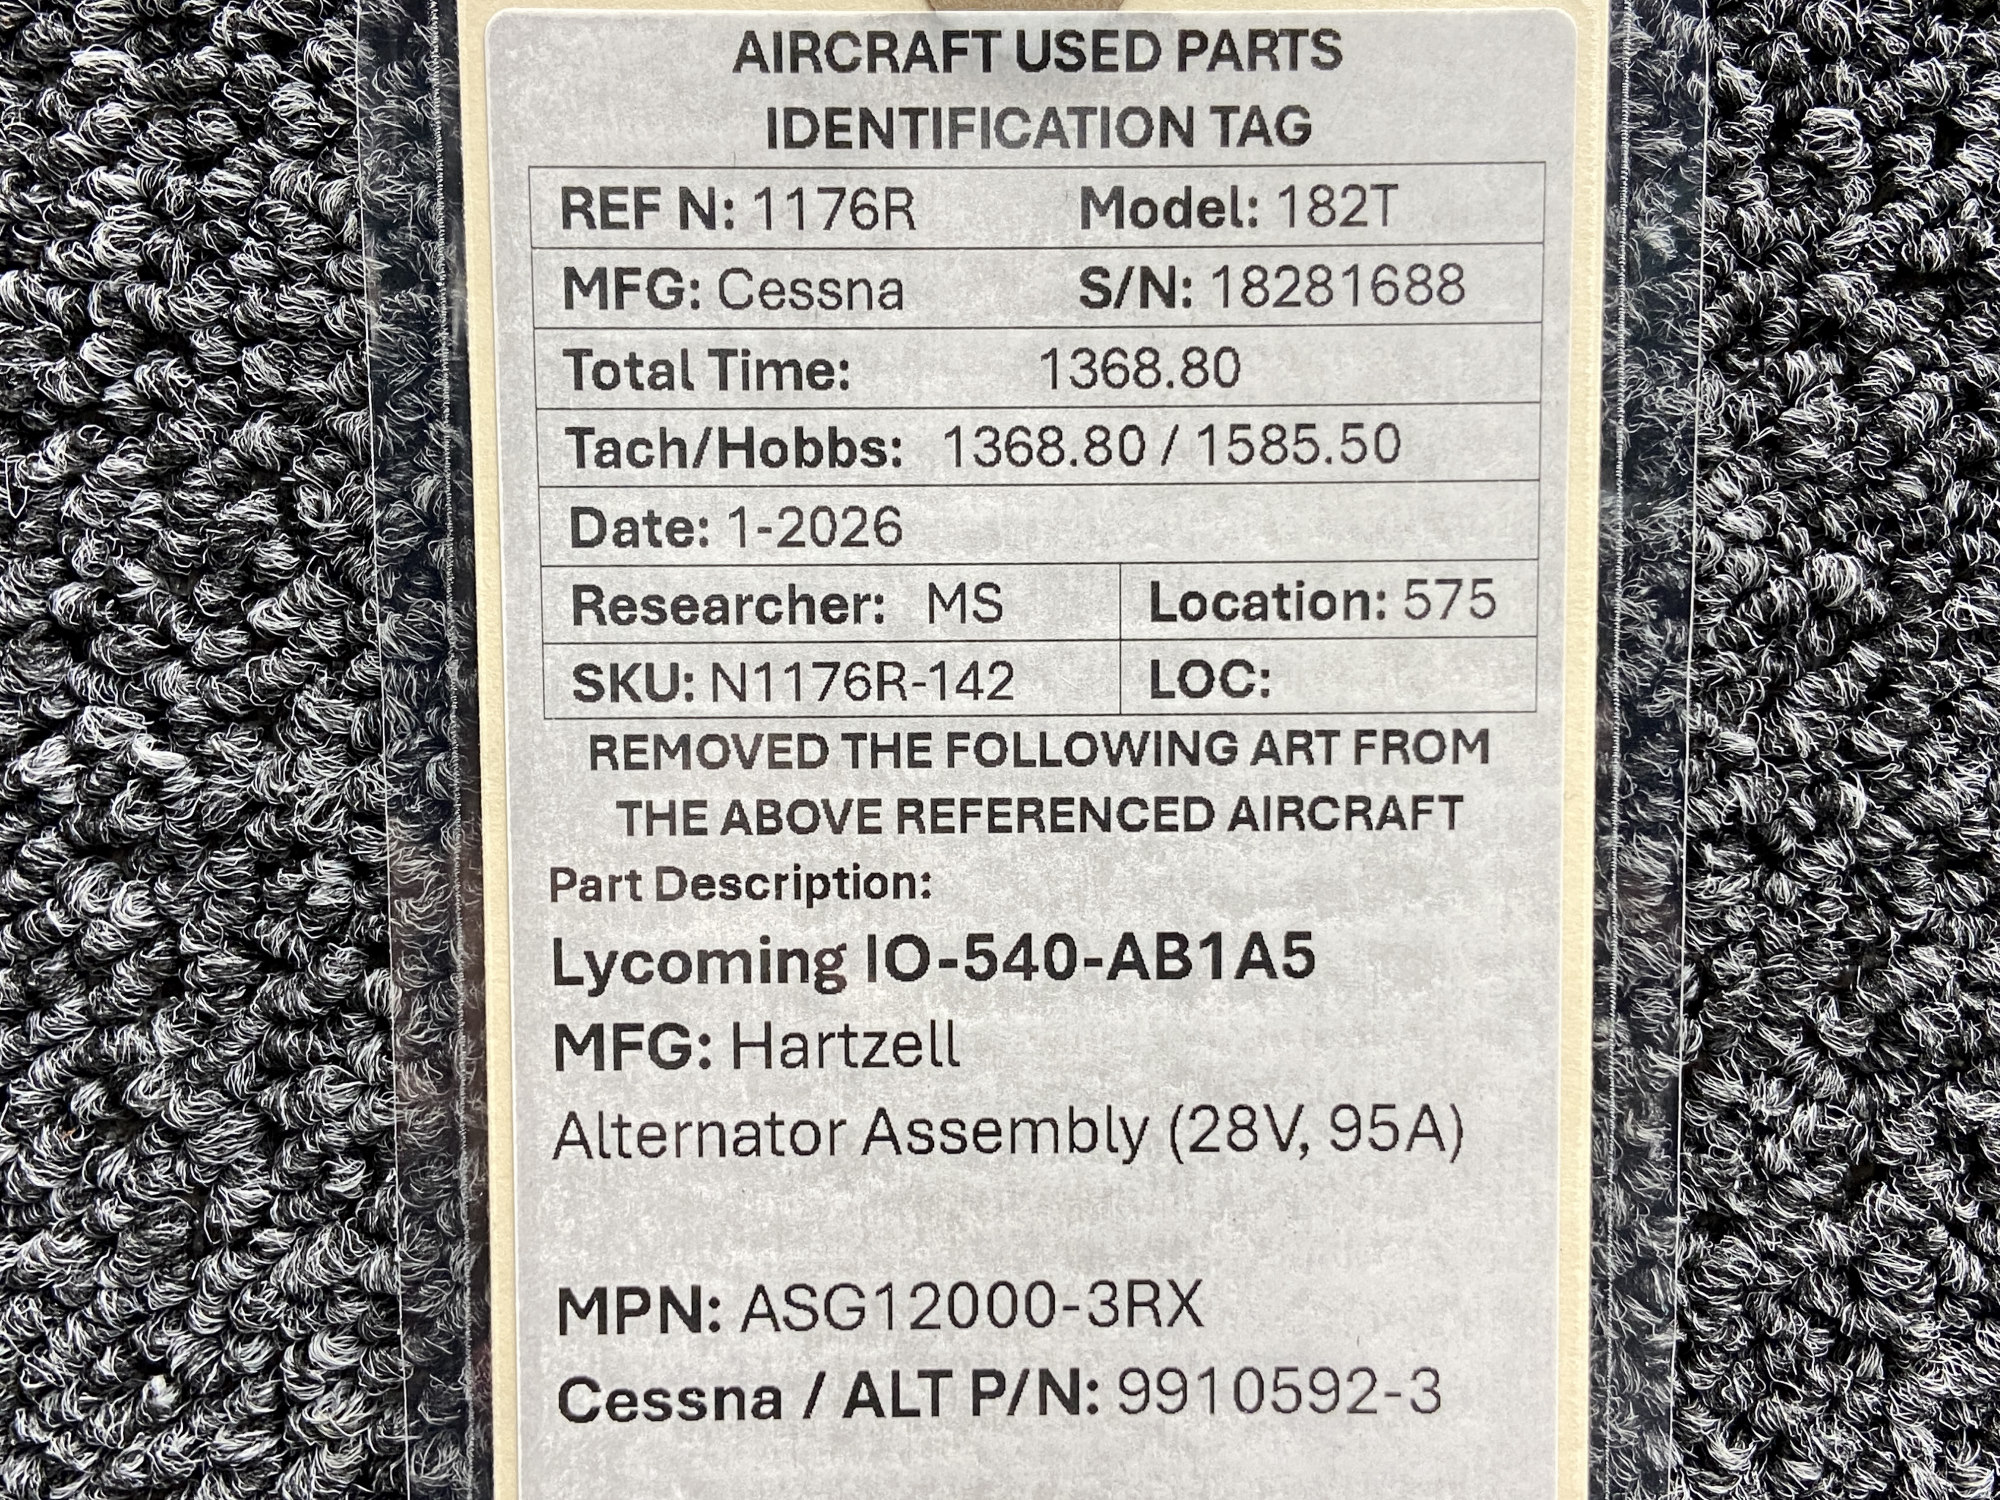 AIRCRAFT USED PARTS
IDENTIFICATION TAG
REF N: 1176R Model: 182T
MFG: Cessna S/N: 18281688
Total Time: 1368.80
Tach/Hobbs: 1368.80 / 1585.50
Date: 1-2026
Researcher: MS Location: 575
SKU: N1176R-142 LOC:
REMOVED THE FOLLOWING ART FROM
THE ABOVE REFERENCED AIRCRAFT
Part Description:
Lycoming IO-540-AB1A5
MFG: Hartzell
Alternator Assembly (28V, 95A)
MPN: ASG12000-3RX
Cessna / ALT P/N: 9910592-3